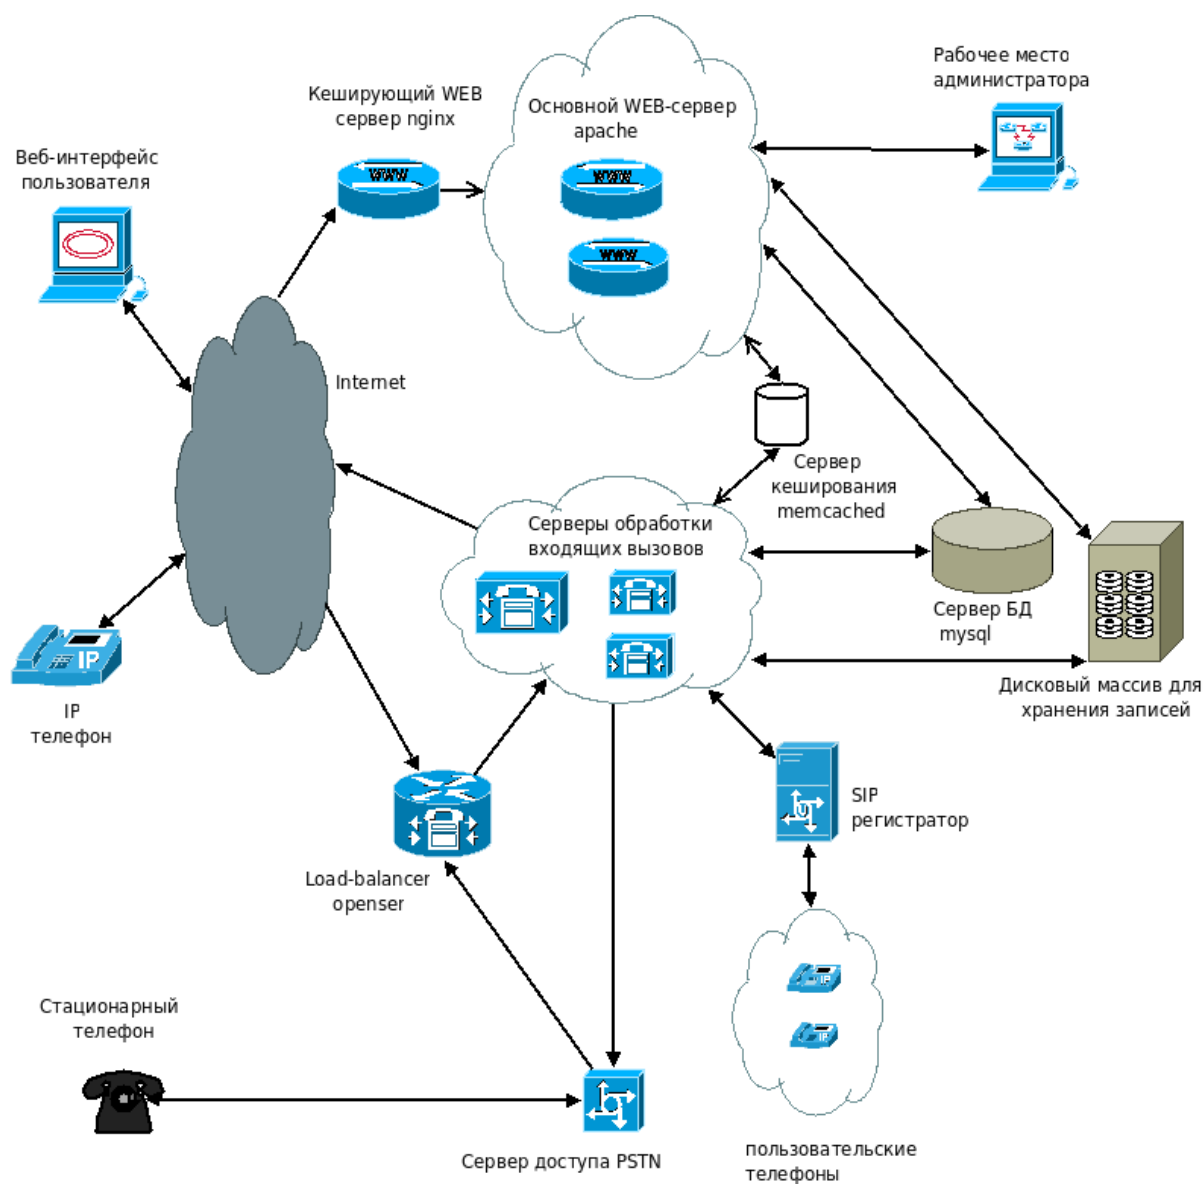 Рабочее место
администратора
Кеширующий WEB
сервер nginx
Основной WEB-сервер
apache
Веб-интерфейс
пользователя
WWW
WWW
WWW
Internet
Сервер
кеширования
memcached
Серверы обработки
входящих вызовов
Сервер БД
mysql
IP
IP
телефон
Дисковый массив для
хранения записей
SIP
регистратор
U
Load-balancer
openser
IP
IP
Стационарный
телефон
Сервер доступа PSTN
пользовательские
телефоны